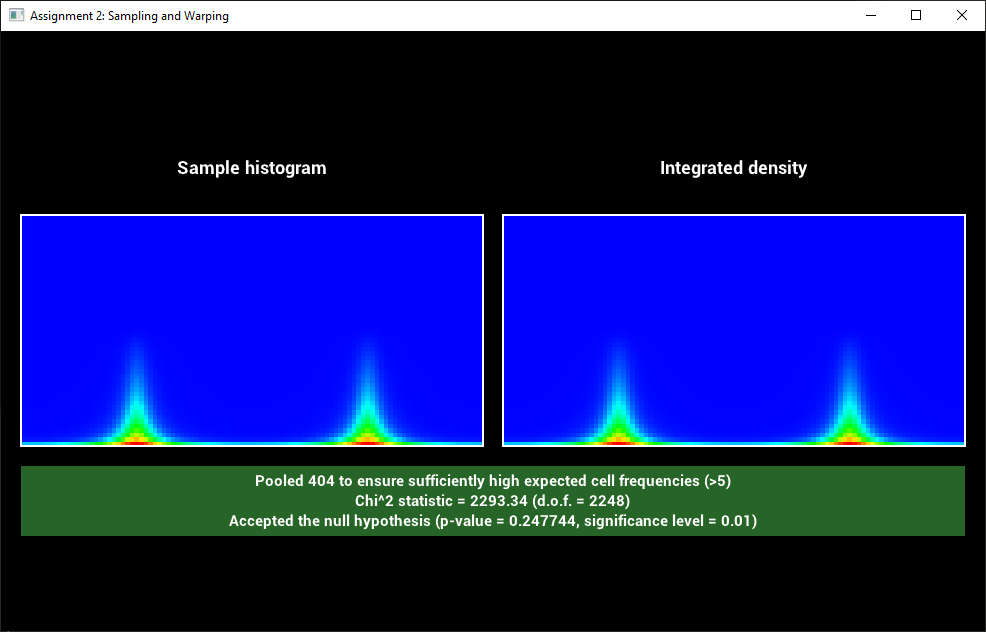 Assignment 2: Sampling and Warping
Sample histogram
Integrated density
Pooled 404 to ensure sufficiently high expected cell frequencies (>5)
Chi^2 statistic = 2293.34 (d.o.f. = 2248)
Accepted the null hypothesis (p-value = 0.247744, significance level = 0.01)